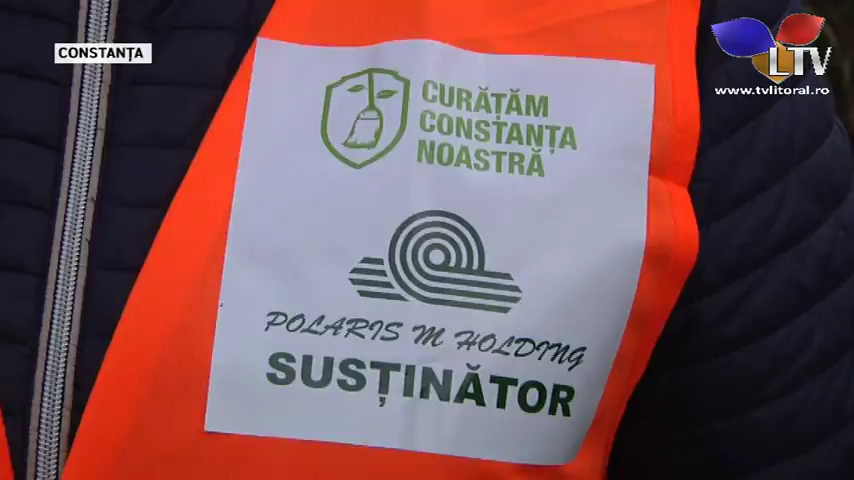 CONSTANȚA
LTV
www.tvlitoral.ro
CURĂȚĂM
CONSTANȚA
NOASTRĂ
POLARIS M HOLDING
SUSȚINĂTOR